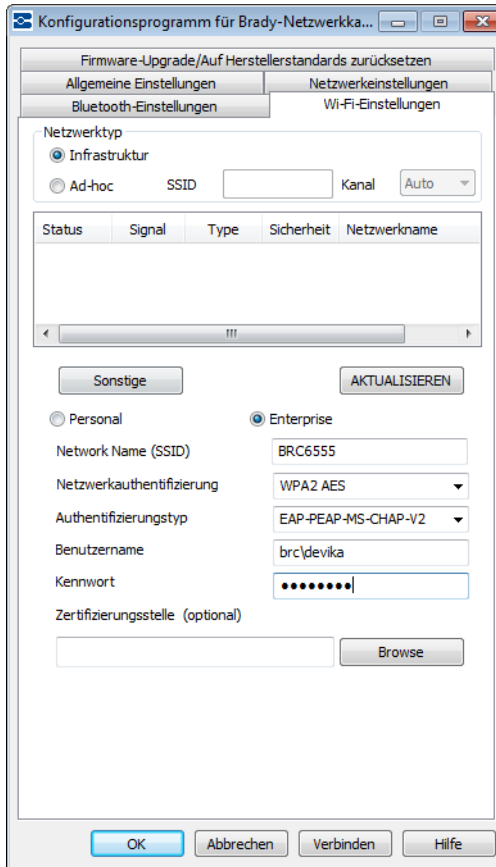 Konfigurationsprogramm für Brady-Netzwerkka...
Firmware-Upgrade/Auf Herstellerstandards zurücksetzen
Allgemeine Einstellungen Netzwerkeinstellungen
Bluetooth-Einstellungen Wi-Fi-Einstellungen
Netzwerktyp
Infrastruktur
Ad-hoc SSID Kanal Auto
Status Signal Type Sicherheit Netzwerkname
Sonstige AKTUALISIEREN
Personal Enterprise
Network Name (SSID) BRC6555
Netzwerkauthentifizierung WPA2 AES
Authentifizierungstyp EAP-PEAP-MS-CHAP-V2
Benutzername brc\devika
Kennwort ●●●●●●●●
Zertifizierungsstelle (optional)
Browse
OK Abbrechen Verbinden Hilfe